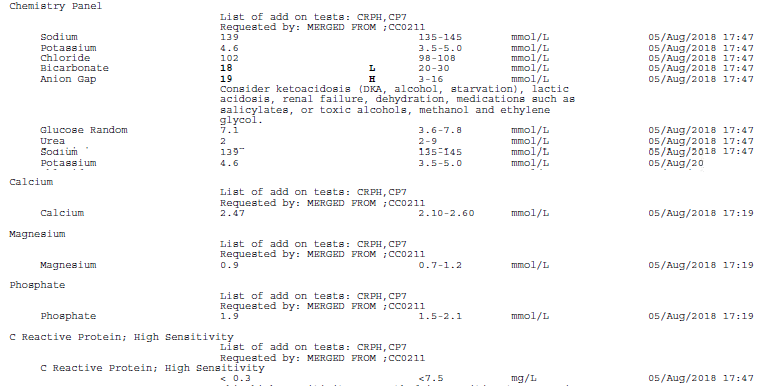 Chemistry Panel
List of add on tests: CRPH,CP7
Requested by: MERGED FROM ;CC0211
Sodium 139 135-145 mmol/L 05/Aug/2018 17:47
Potassium 4.6 3.5-5.0 mmol/L 05/Aug/2018 17:47
Chloride 102 98-108 mmol/L 05/Aug/2018 17:47
Bicarbonate 18 L 20-30 mmol/L 05/Aug/2018 17:47
Anion Gap 19 H 3-16 mmol/L 05/Aug/2018 17:47
Consider ketoacidosis (DKA, alcohol, starvation), lactic
acidosis, renal failure, dehydration, medications such as
salicylates, or toxic alcohols, methanol and ethylene
glycol.
Glucose Random 7.1 3.6-7.8 mmol/L 05/Aug/2018 17:47
Urea 2 2-9 mmol/L 05/Aug/2018 17:47
Sodium 139 135-145 mmol/L 05/Aug/2018 17:47
Potassium 4.6 3.5-5.0 mmol/L 05/Aug/20
Calcium
List of add on tests: CRPH,CP7
Requested by: MERGED FROM ;CC0211
Calcium 2.47 2.10-2.60 mmol/L 05/Aug/2018 17:19
Magnesium
List of add on tests: CRPH,CP7
Requested by: MERGED FROM ;CC0211
Magnesium 0.9 0.7-1.2 mmol/L 05/Aug/2018 17:19
Phosphate
List of add on tests: CRPH,CP7
Requested by: MERGED FROM ;CC0211
Phosphate 1.9 1.5-2.1 mmol/L 05/Aug/2018 17:19
C Reactive Protein; High Sensitivity
List of add on tests: CRPH,CP7
Requested by: MERGED FROM ;CC0211
C Reactive Protein; High Sensitivity
< 0.3 <7.5 mg/L 05/Aug/2018 17:47